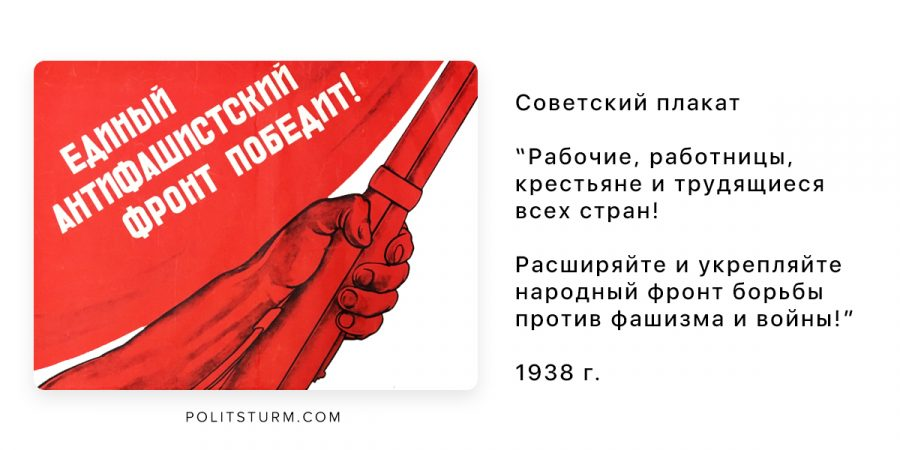 ЕДИНЫЙ
АНТИФАШИСТСКИЙ
ФРОНТ ПОБЕДИТ!
POLITSTURM.COM
Советский плакат
“Рабочие, работницы,
крестьяне и трудящиеся
всех стран!
Расширяйте и укрепляйте
народный фронт борьбы
против фашизма и войны!”
1938 г.